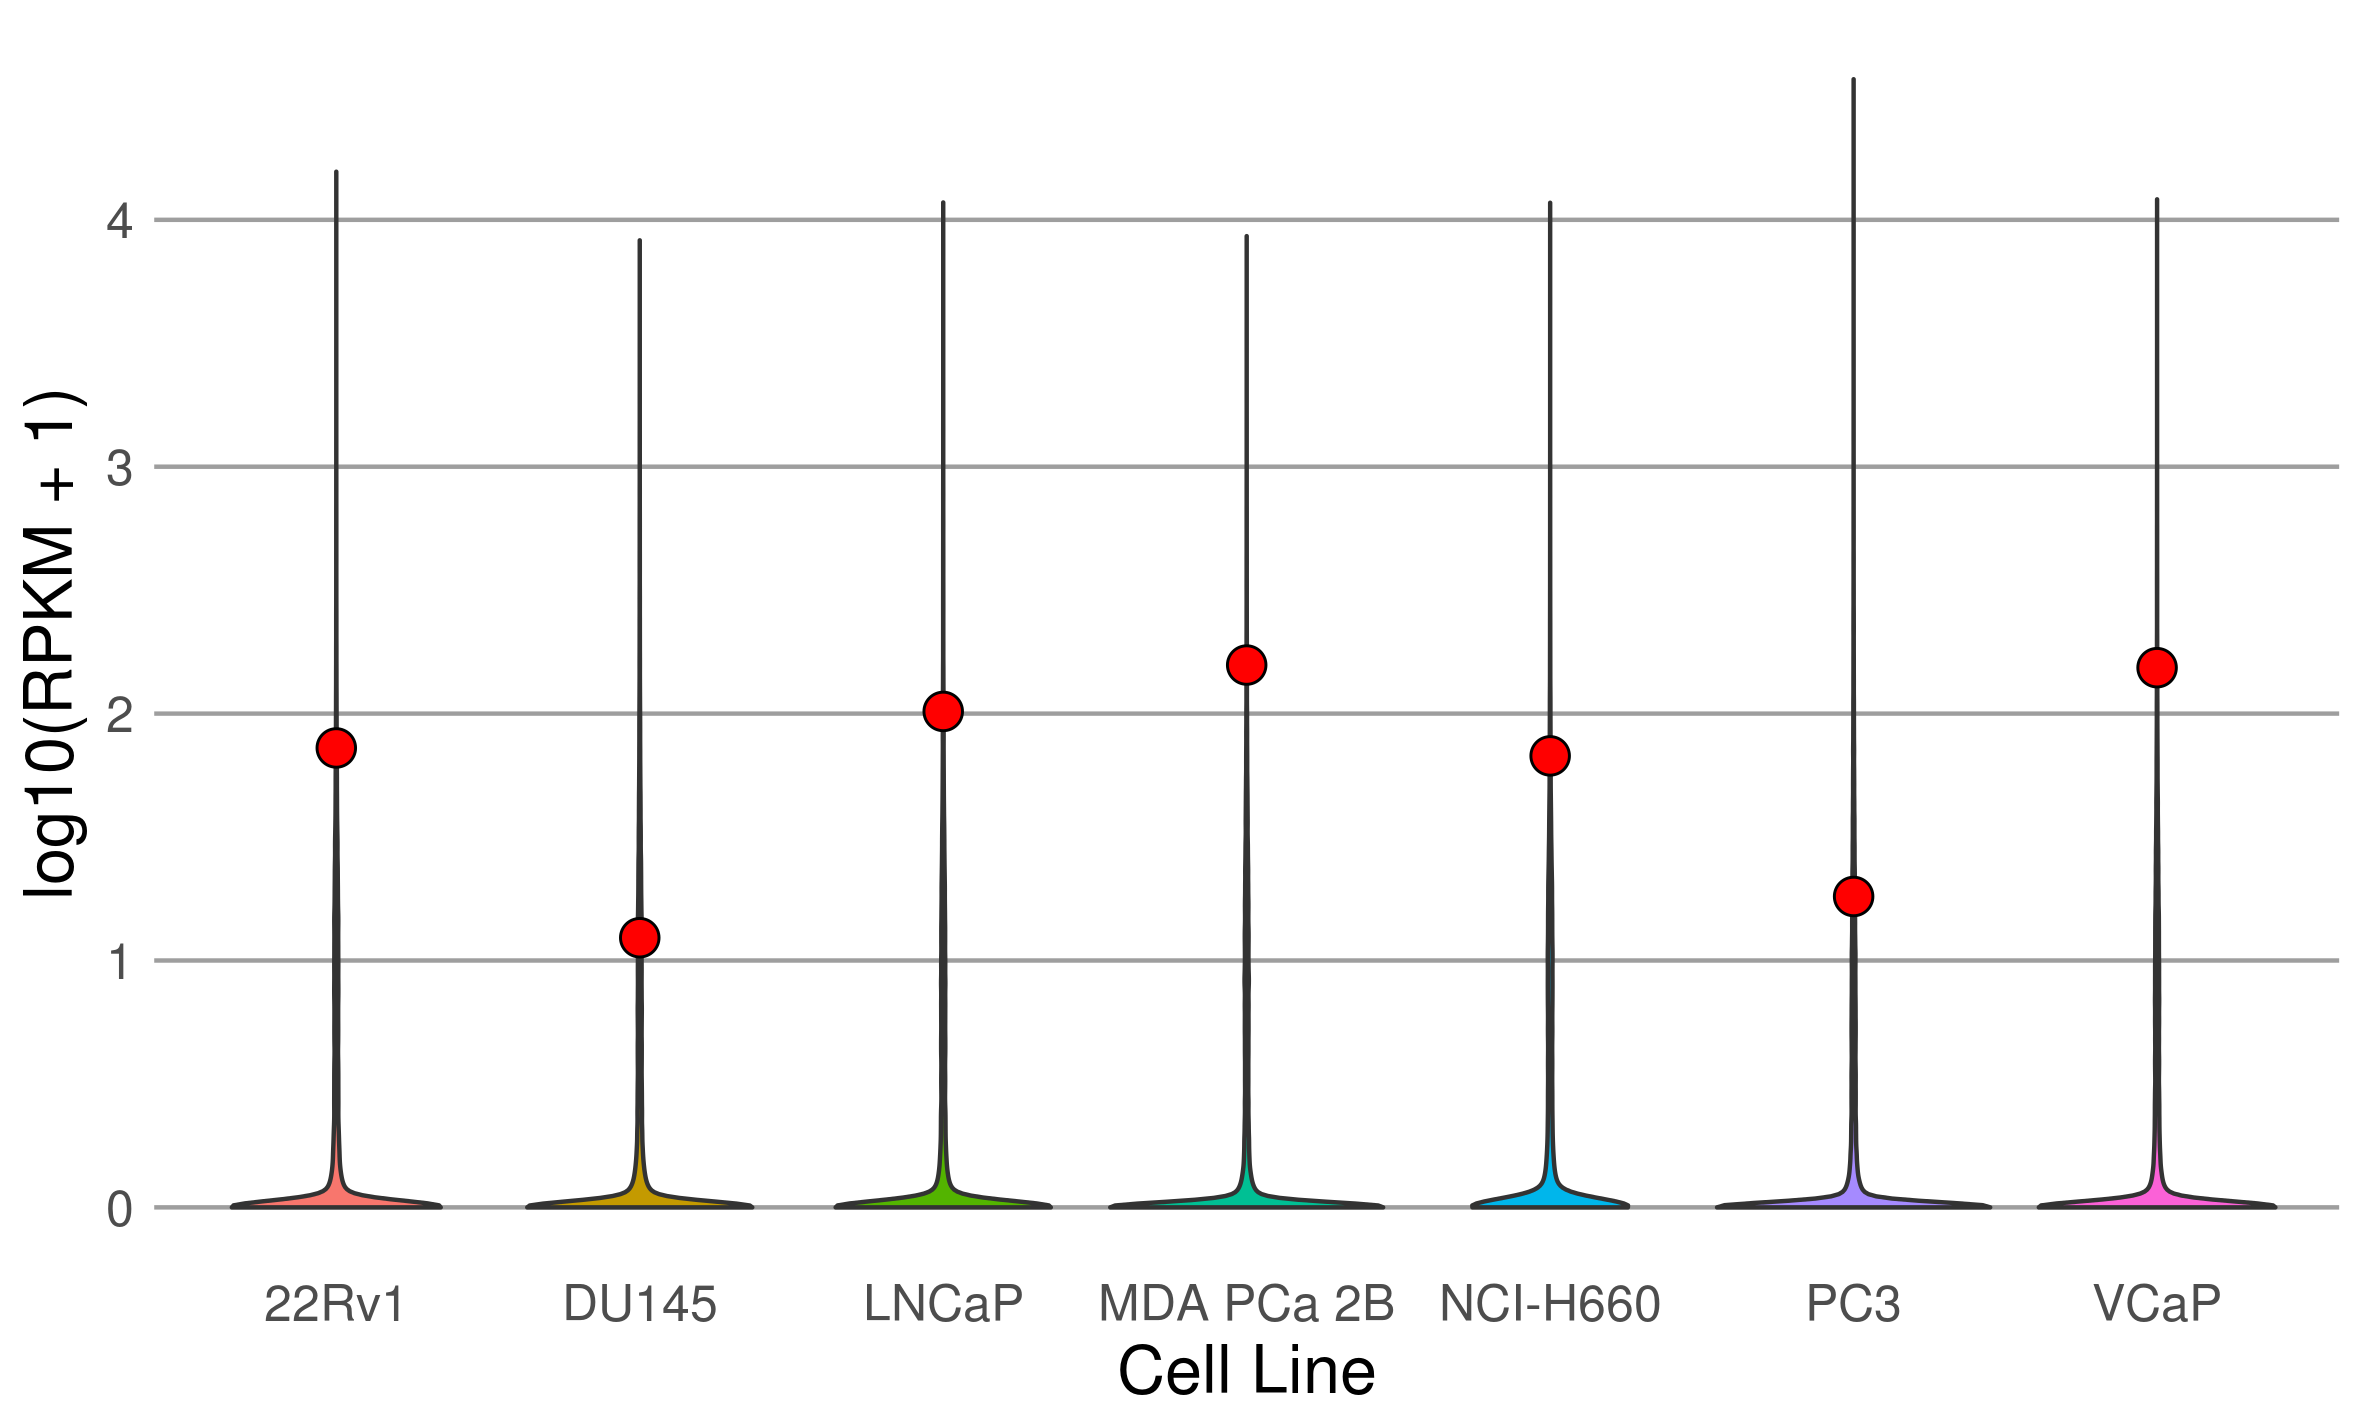 log10(RPKM + 1)
4
3
2
1
0
22Rv1
DU145
LNCaP
MDA PCa 2B
NCI-H660
PC3
VCaP
Cell Line